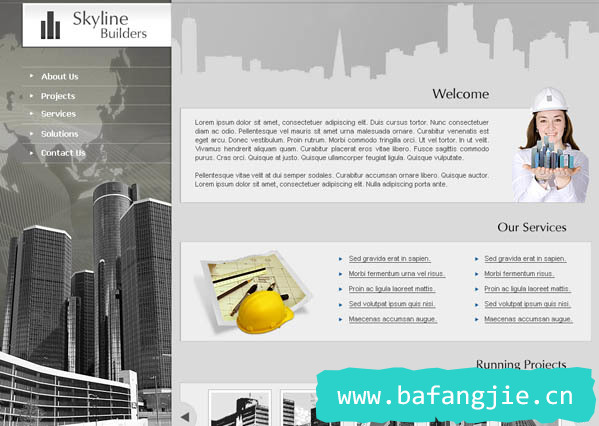 Skyline
Builders
About Us
Projects
Services
Solutions
Contact Us
Welcome
Lorem ipsum dolor sit amet, consectetuer adipiscing elit. Duis cursus tortor. Nunc consectetuer
diam ac odio. Pellentesque vel mauris sit amet urna malesuada ornare. Curabitur venenatis est
eget arcu. Donec vestibulum. Proin rutrum. Morbi commodo fringilla orci. Ut vel tortor. In ut velit.
Vivamus hendrerit aliquam quam. Curabitur placerat eros vitae libero. Fusce sagittis commodo
purus. Cras orci. Quisque at justo. Quisque ullamcorper feugiat ligula. Quisque vulputate.
Pellentesque vitae velit at dui semper sodales. Curabitur accumsan ornare libero. Quisque auctor.
Lorem ipsum dolor sit amet, consectetuer adipiscing elit. Nulla adipiscing porta ante.
Our Services
Sed gravida erat in sapien.
Morbi fermentum urna vel risus.
Proin ac ligula laoreet mattis.
Sed volutpat ipsum quis nisi.
Maecenas accumsan augue.
Sed gravida erat in sapien.
Morbi fermentum risus.
Proin ac ligula laoreet mattis.
Sed volutpat ipsum quis nisi.
Maecenas accumsan augue.
Running Projects
www.bafangjie.cn